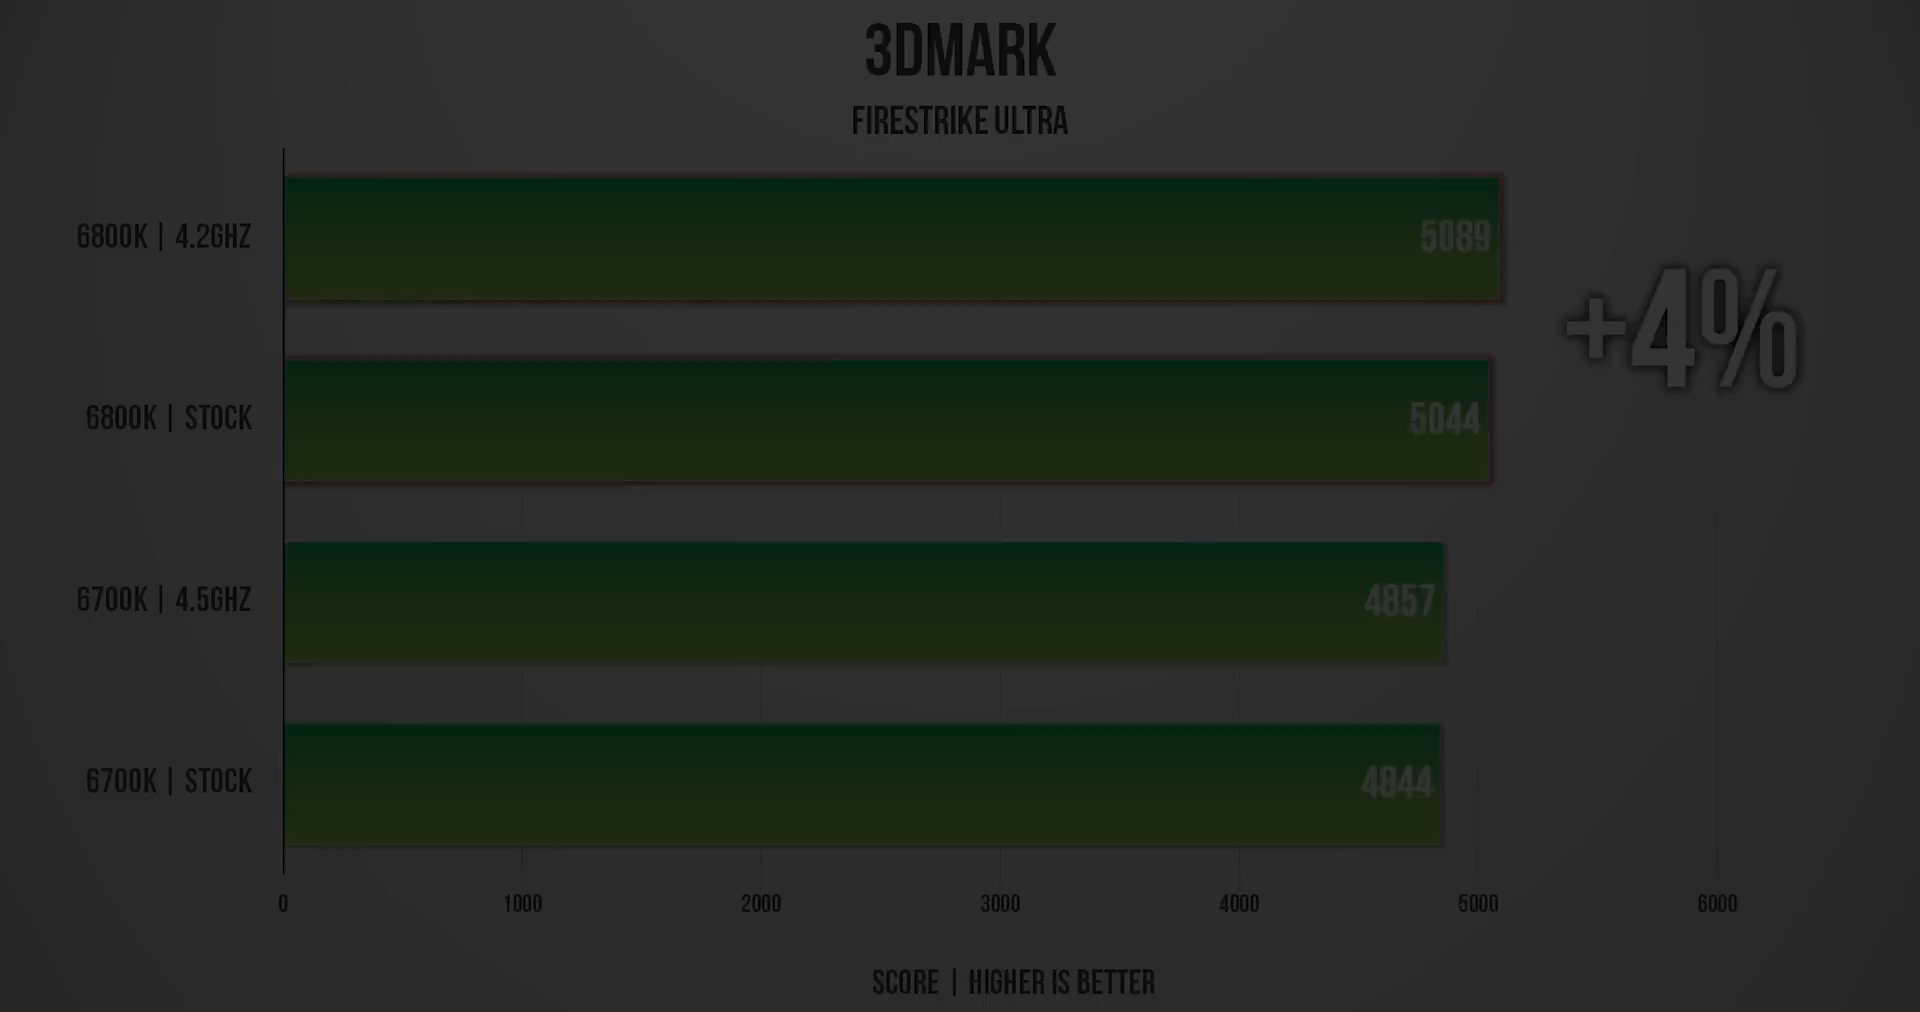 3DMARK
FIRESTRIKE ULTRA
6800K | 4.2GHZ
5089
+4%
6800K | STOCK
5044
6700K | 4.5GHZ
4857
6700K | STOCK
4844
0 1000 2000 3000 4000 5000 6000
SCORE | HIGHER IS BETTER